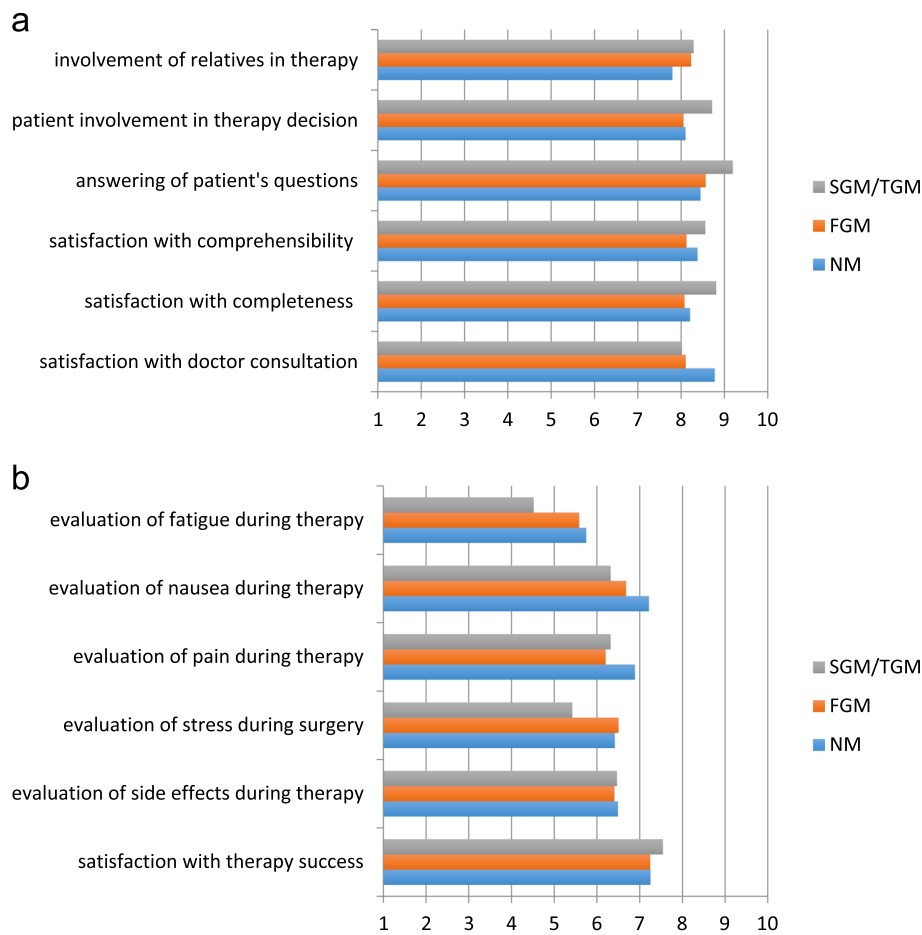 a
involvement of relatives in therapy
patient involvement in therapy decision
answering of patient's questions
satisfaction with comprehensibility
satisfaction with completeness
satisfaction with doctor consultation
1 2 3 4 5 6 7 8 9 10
SGM/TGM
FGM
NM
b
evaluation of fatigue during therapy
evaluation of nausea during therapy
evaluation of pain during therapy
evaluation of stress during surgery
evaluation of side effects during therapy
satisfaction with therapy success
1 2 3 4 5 6 7 8 9 10
SGM/TGM
FGM
NM